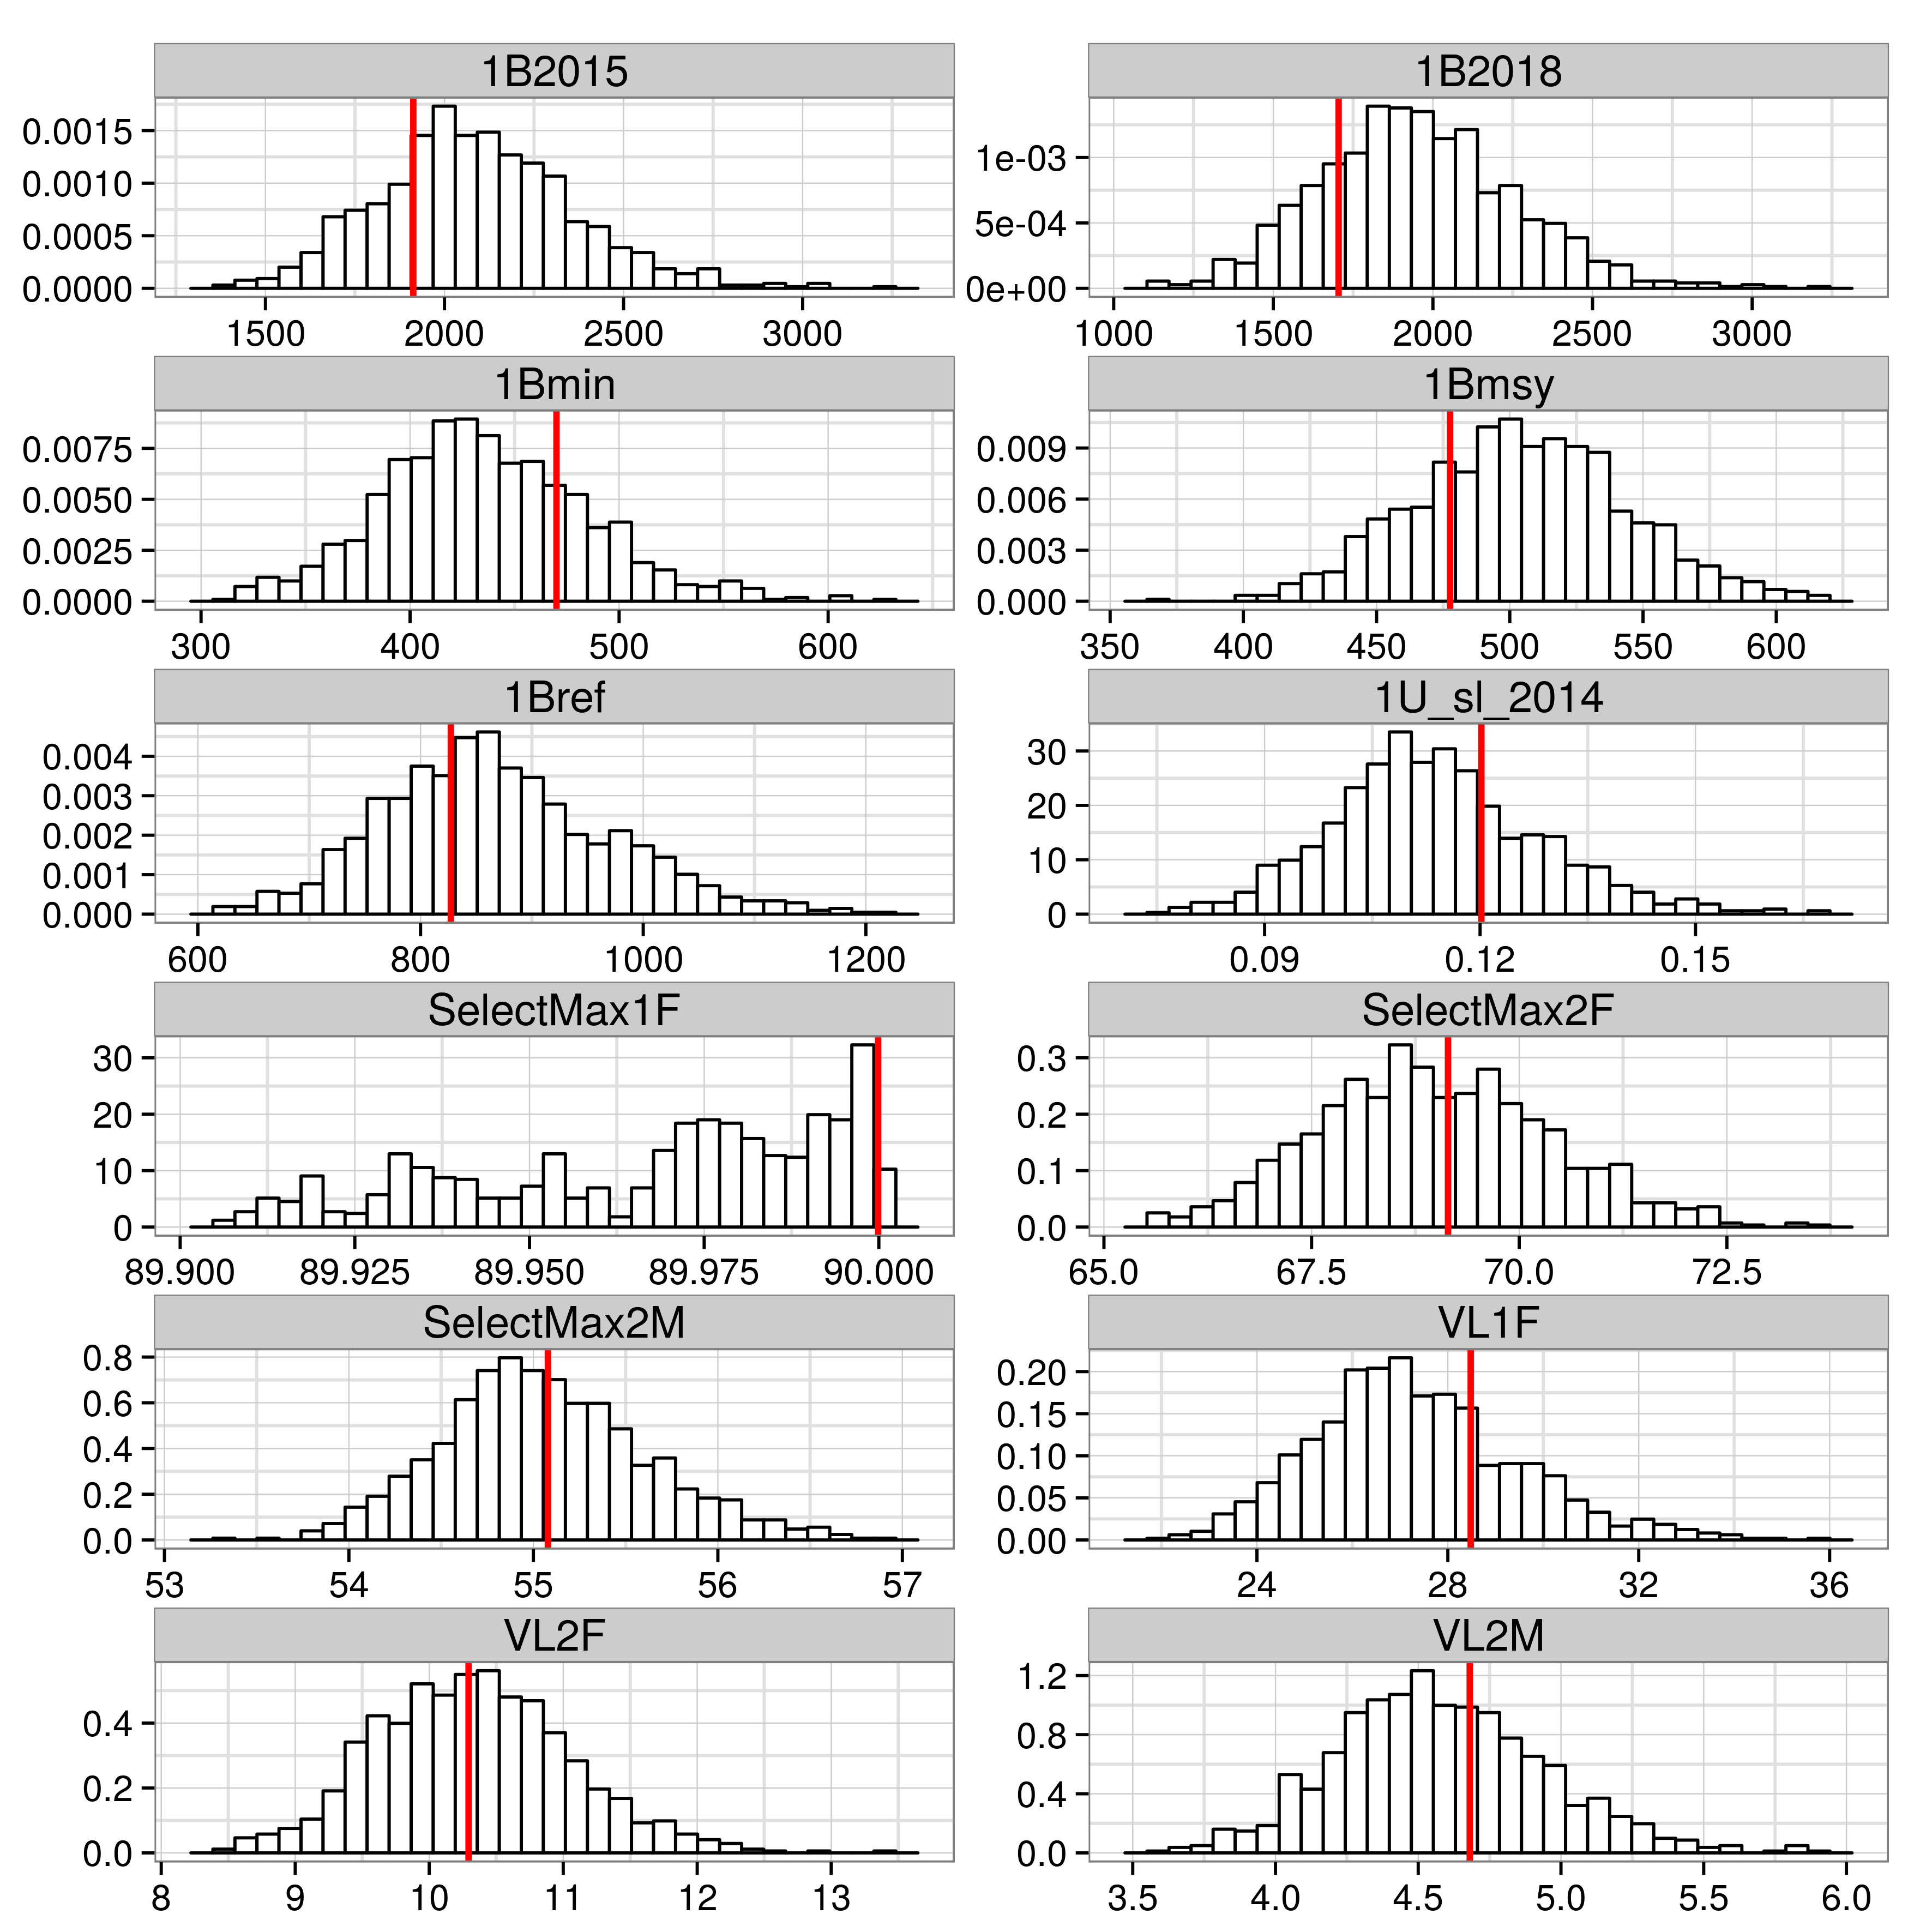 1B2015 1B2018
0.0015
0.0010
0.0005
0.0000
1e-03
5e-04
0e+00
1500 2000 2500 3000
1000 1500 2000 2500 3000
1Bmin 1Bmsy
0.0075
0.0050
0.0025
0.0000
0.009
0.006
0.003
0.000
300 400 500 600
350 400 450 500 550 600
1Bref 1U_sl_2014
0.004
0.003
0.002
0.001
0.000
30
20
10
0
600 800 1000 1200
0.09 0.12 0.15
SelectMax1F SelectMax2F
30
20
10
0
0.3
0.2
0.1
0.0
89.900 89.925 89.950 89.975 90.000
65.0 67.5 70.0 72.5
SelectMax2M VL1F
0.8
0.6
0.4
0.2
0.0
0.20
0.15
0.10
0.05
0.00
53 54 55 56 57
24 28 32 36
VL2F VL2M
0.4
0.2
0.0
1.2
0.8
0.4
0.0
8 9 10 11 12 13
3.5 4.0 4.5 5.0 5.5 6.0